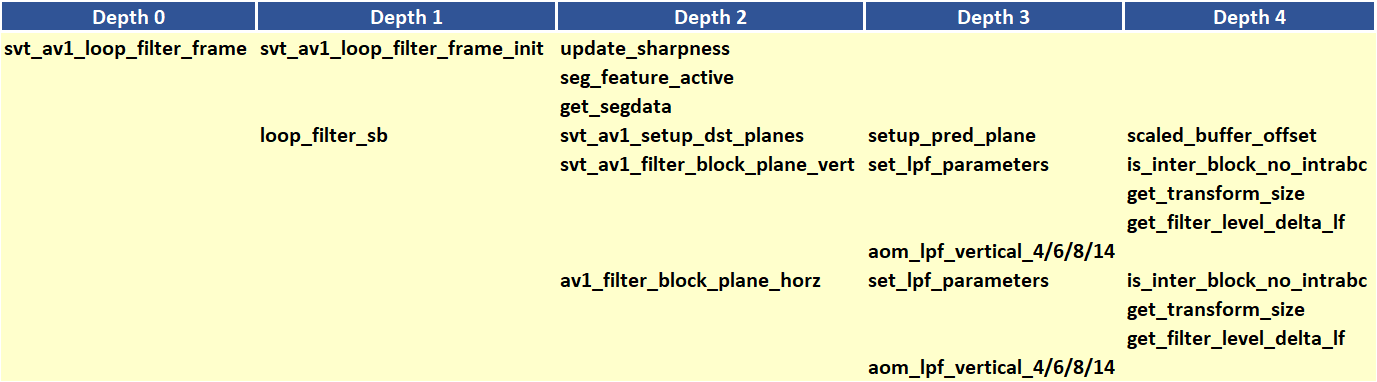 Depth 0 Depth 1 Depth 2 Depth 3 Depth 4
svt_av1_loop_filter_frame svt_av1_loop_filter_frame_init update_sharpness
seg_feature_active
get_segdata
loop_filter_sb svt_av1_setup_dst_planes setup_pred_plane scaled_buffer_offset
svt_av1_filter_block_plane_vert set_lpf_parameters is_inter_block_no_intrabc
get_transform_size
get_filter_level_delta_lf
aom_lpf_vertical_4/6/8/14
av1_filter_block_plane_horz set_lpf_parameters is_inter_block_no_intrabc
get_transform_size
get_filter_level_delta_lf
aom_lpf_vertical_4/6/8/14